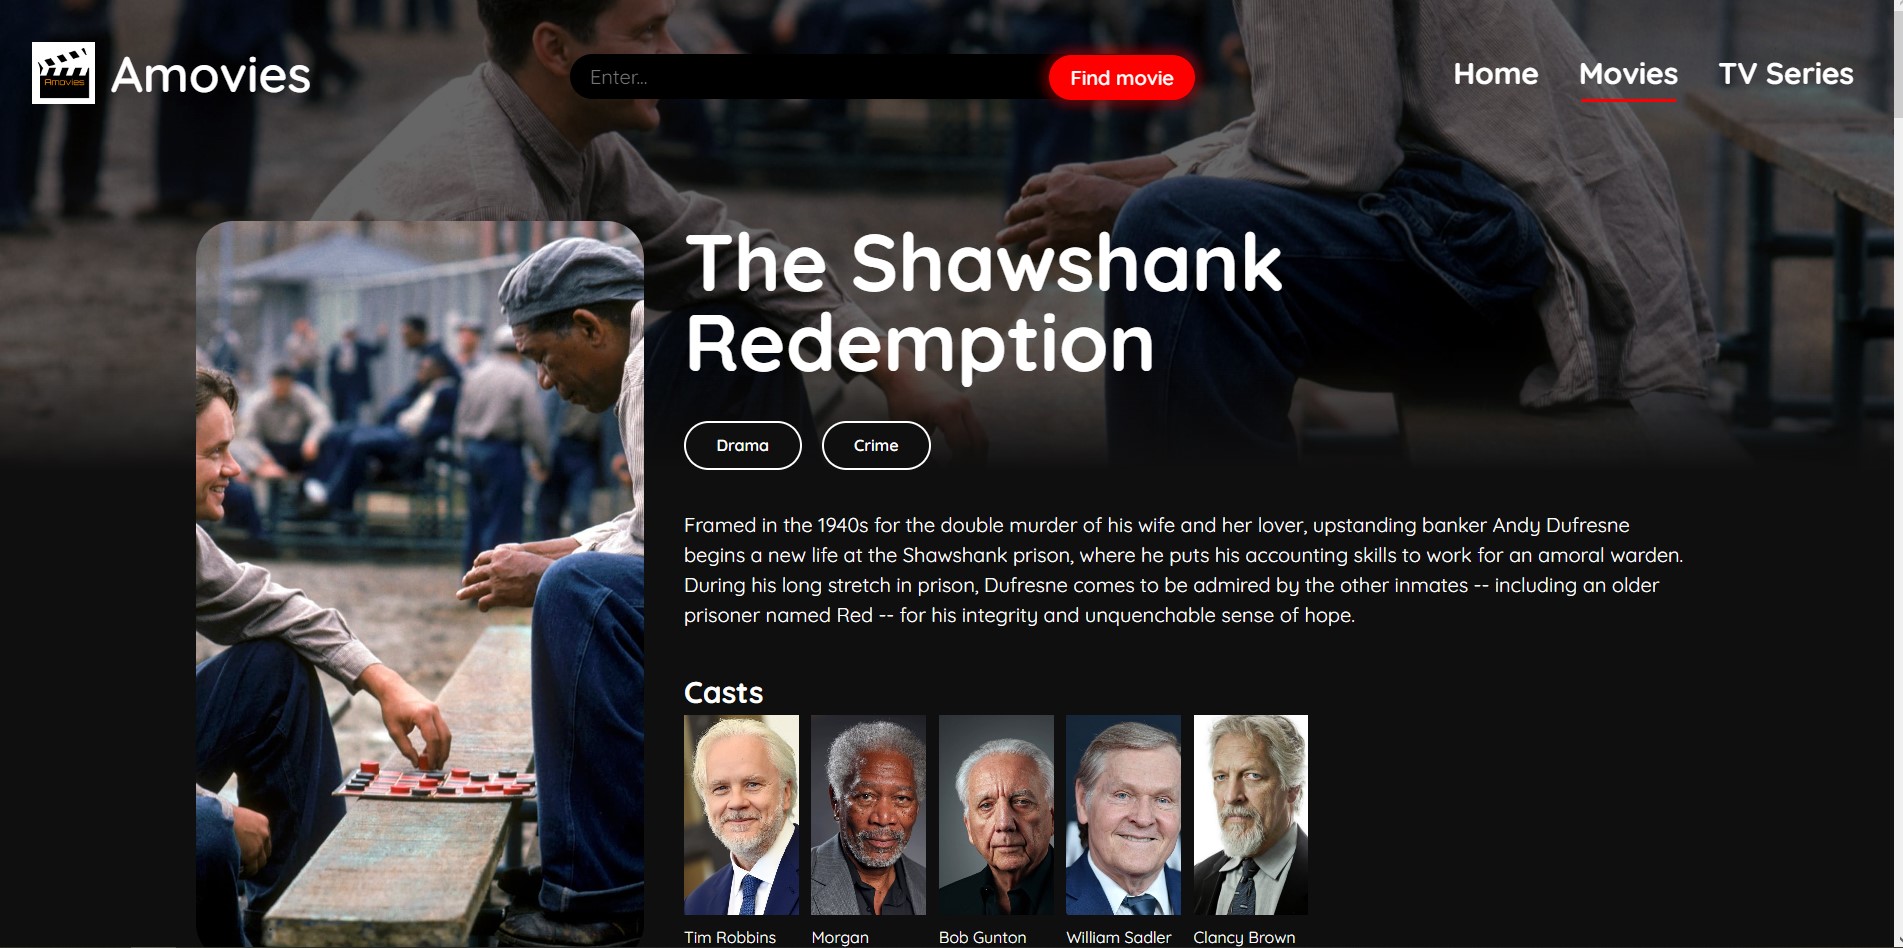 Amovies
Amovies
Enter...
Find movie
Home
Movies
TV Series
The Shawshank
Redemption
Drama
Crime
Framed in the 1940s for the double murder of his wife and her lover, upstanding banker Andy Dufresne
begins a new life at the Shawshank prison, where he puts his accounting skills to work for an amoral warden.
During his long stretch in prison, Dufresne comes to be admired by the other inmates -- including an older
prisoner named Red -- for his integrity and unquenchable sense of hope.
Casts
Tim Robbins
Morgan
Bob Gunton
William Sadler
Clancy Brown